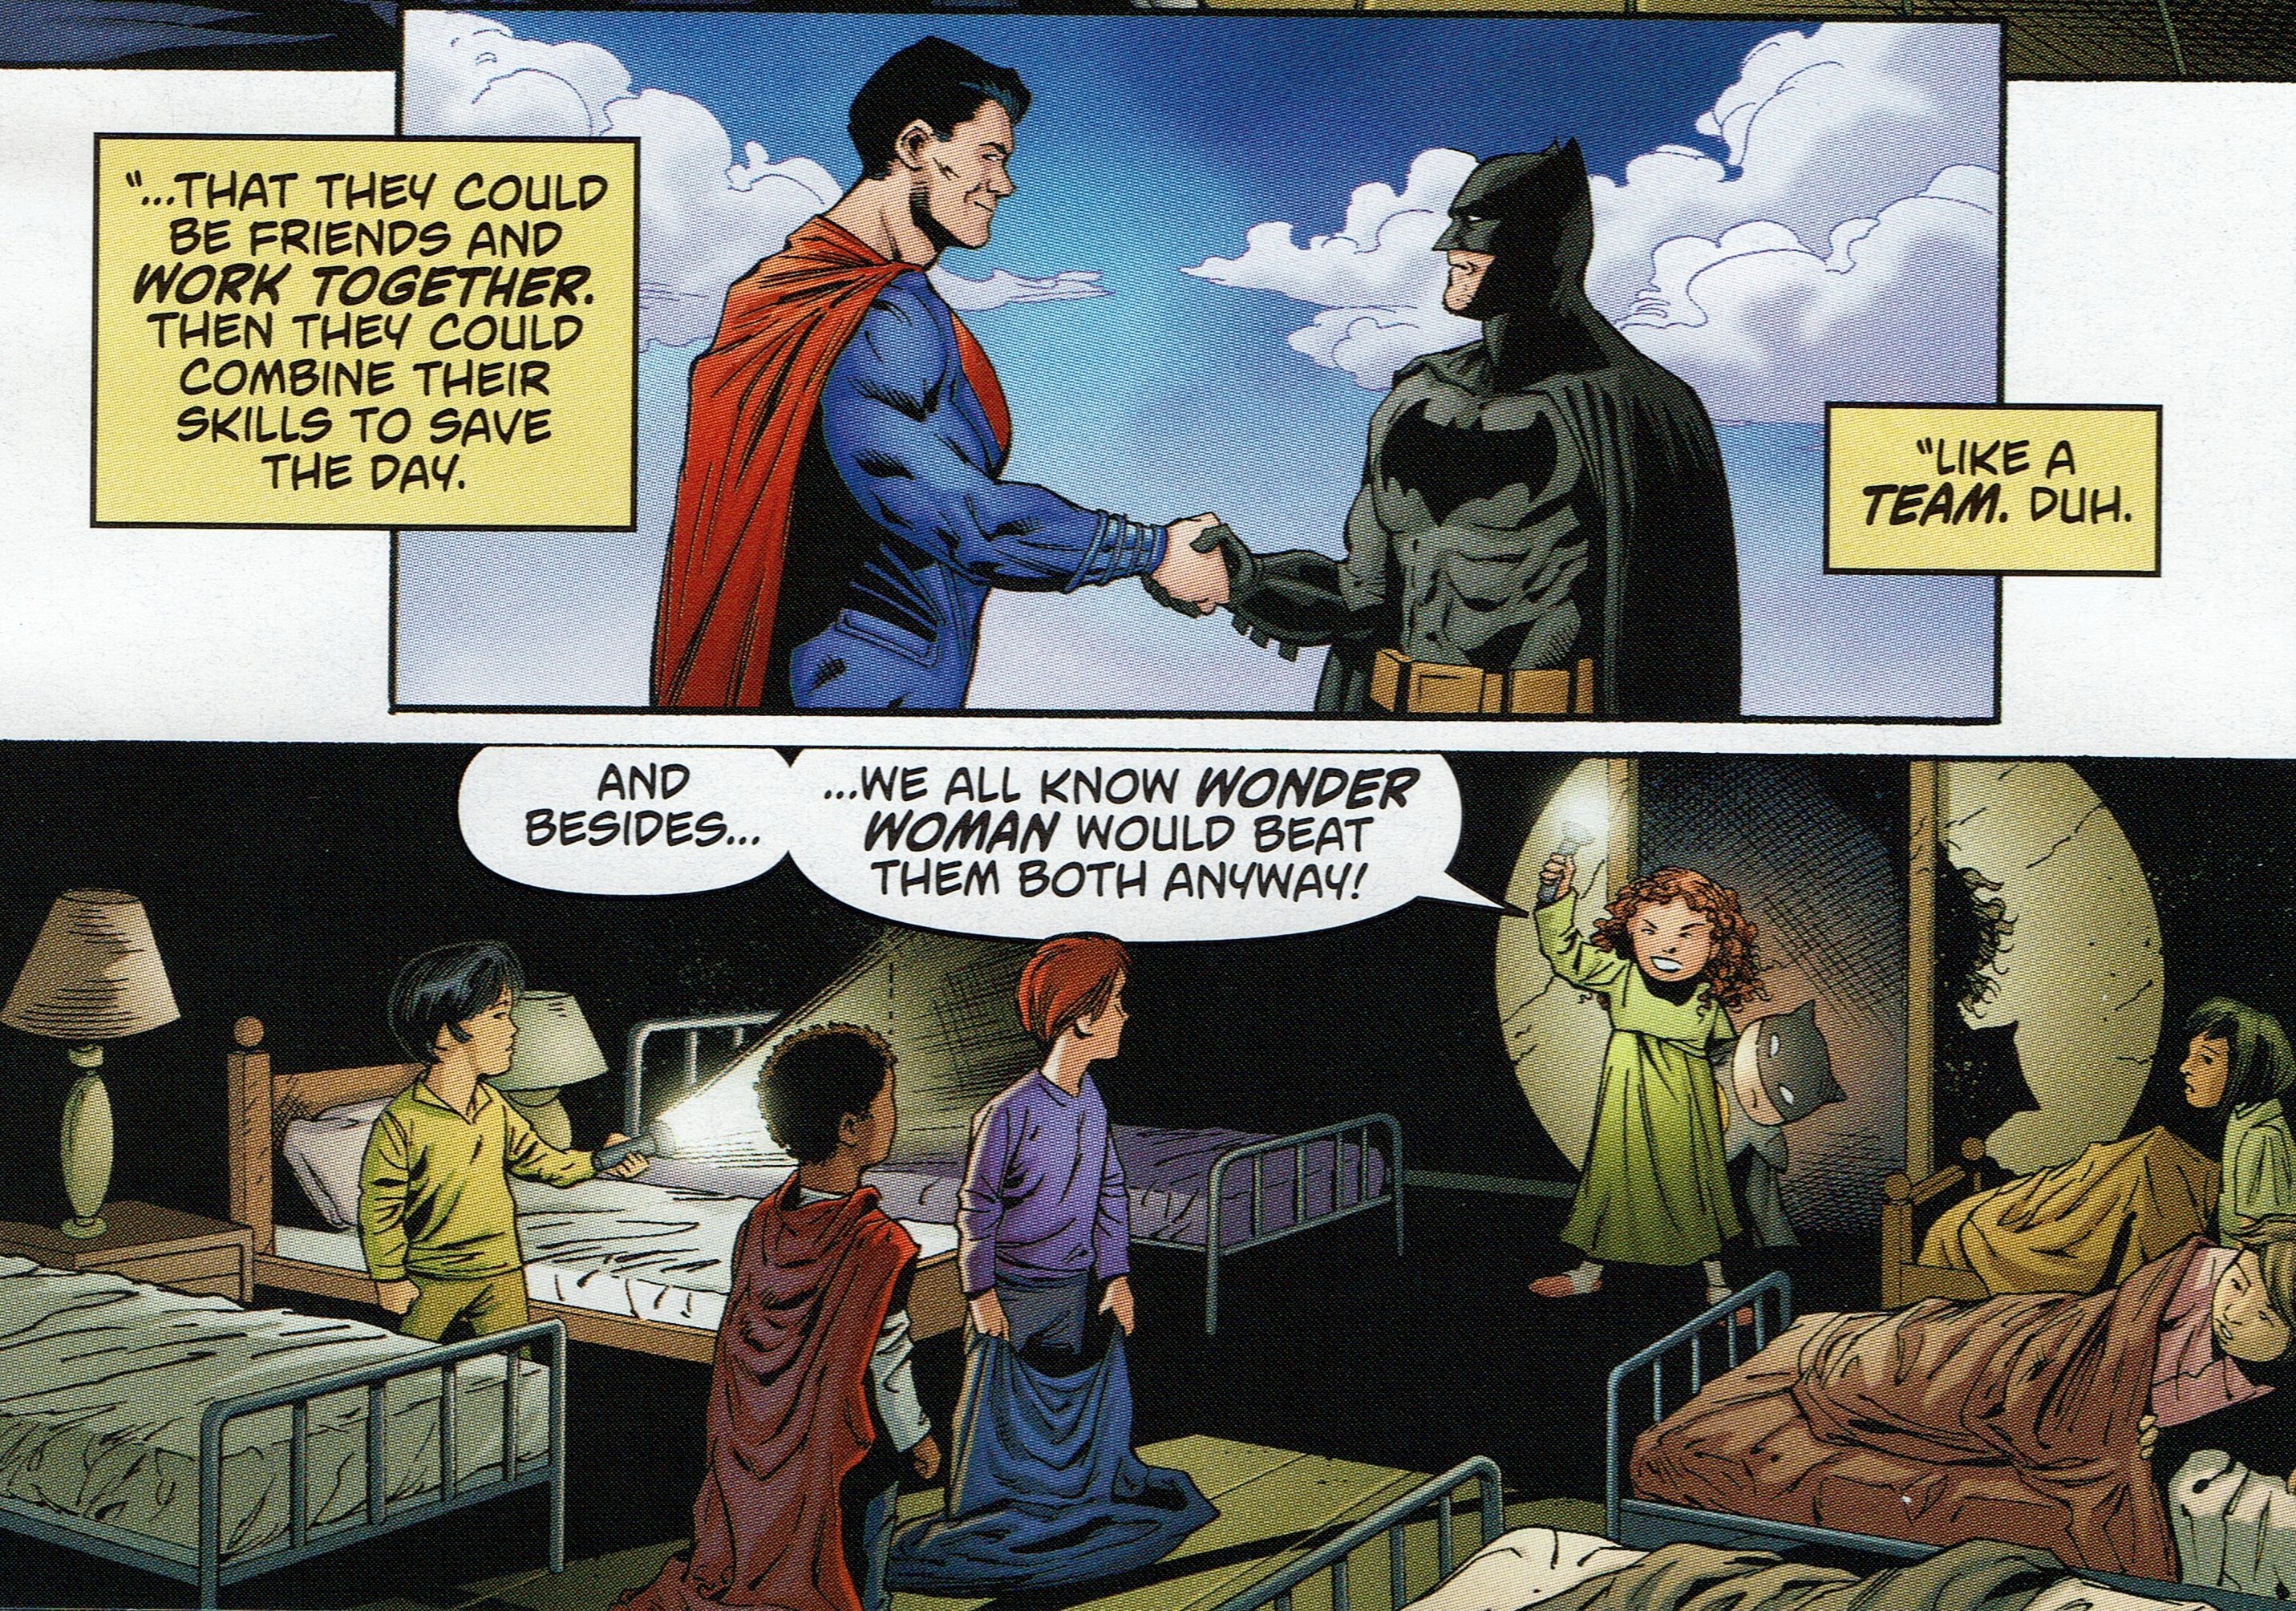 "...THAT THEY COULD
BE FRIENDS AND
WORK TOGETHER.
THEN THEY COULD
COMBINE THEIR
SKILLS TO SAVE
THE DAY.
"LIKE A
TEAM. DUH.
AND
BESIDES...
...WE ALL KNOW WONDER
WOMAN WOULD BEAT
THEM BOTH ANYWAY!